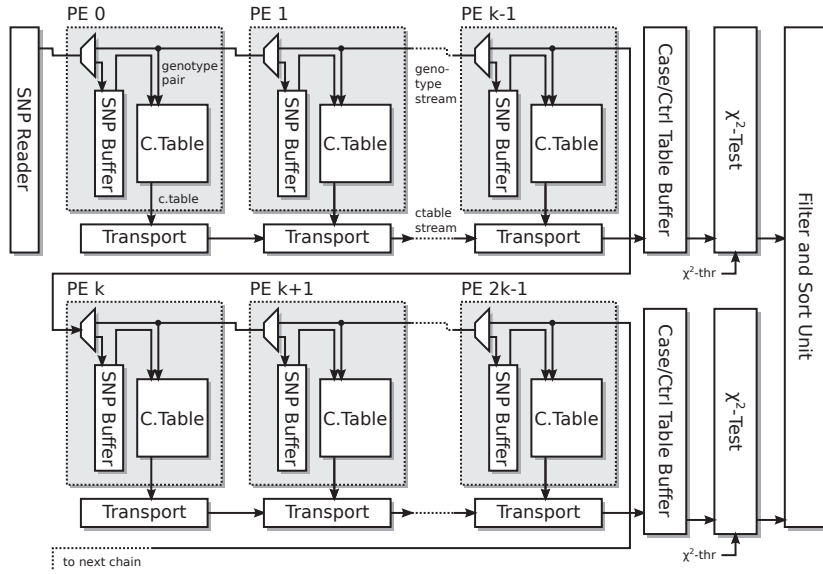 PE 0
PE 1
PE k-1
SNP Reader
genotype
pair
SNP Buffer
C.Table
c.table
Transport
SNP Buffer
C.Table
Transport
geno-
type
stream
ctable
stream
SNP Buffer
C.Table
Transport
Case/Ctrl Table Buffer
χ²-Test
χ²-thr
Filter and Sort Unit
PE k
PE k+1
PE 2k-1
SNP Buffer
C.Table
Transport
SNP Buffer
C.Table
Transport
SNP Buffer
C.Table
Transport
Case/Ctrl Table Buffer
χ²-Test
χ²-thr
to next chain